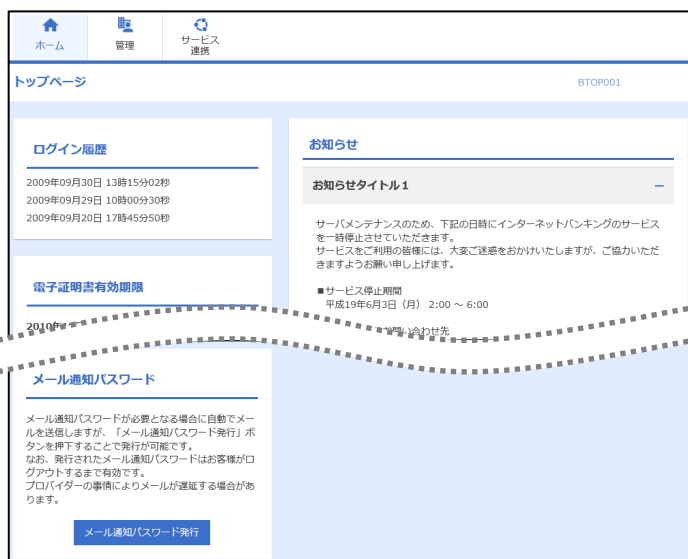 ホーム
管理
サービス
連携
トップページ
BTOP001
ログイン履歴
2009年09月30日 13時15分02秒
2009年09月29日 10時00分30秒
2009年09月20日 17時45分50秒
電子証明書有効期限
2010年
お知らせ
お知らせタイトル1
サーバメンテナンスのため、下記の日時にインターネットバンキングのサービス
を一時停止させていただきます。
サービスをご利用の皆様には、大変ご迷惑をおかけいたしますが、ご協力いただ
きますようお願い申し上げます。
■サービス停止期間
平成19年6月3日（月） 2:00 ～ 6:00
お問い合わせ先
メール通知パスワード
メール通知パスワードが必要となる場合に自動でメー
ルを送信しますが、「メール通知パスワード発行」ボ
タンを押下することで発行が可能です。
なお、発行されたメール通知パスワードはお客様がロ
グアウトするまで有効です。
プロバイダーの事情によりメールが遅延する場合があ
ります。
メール通知パスワード発行